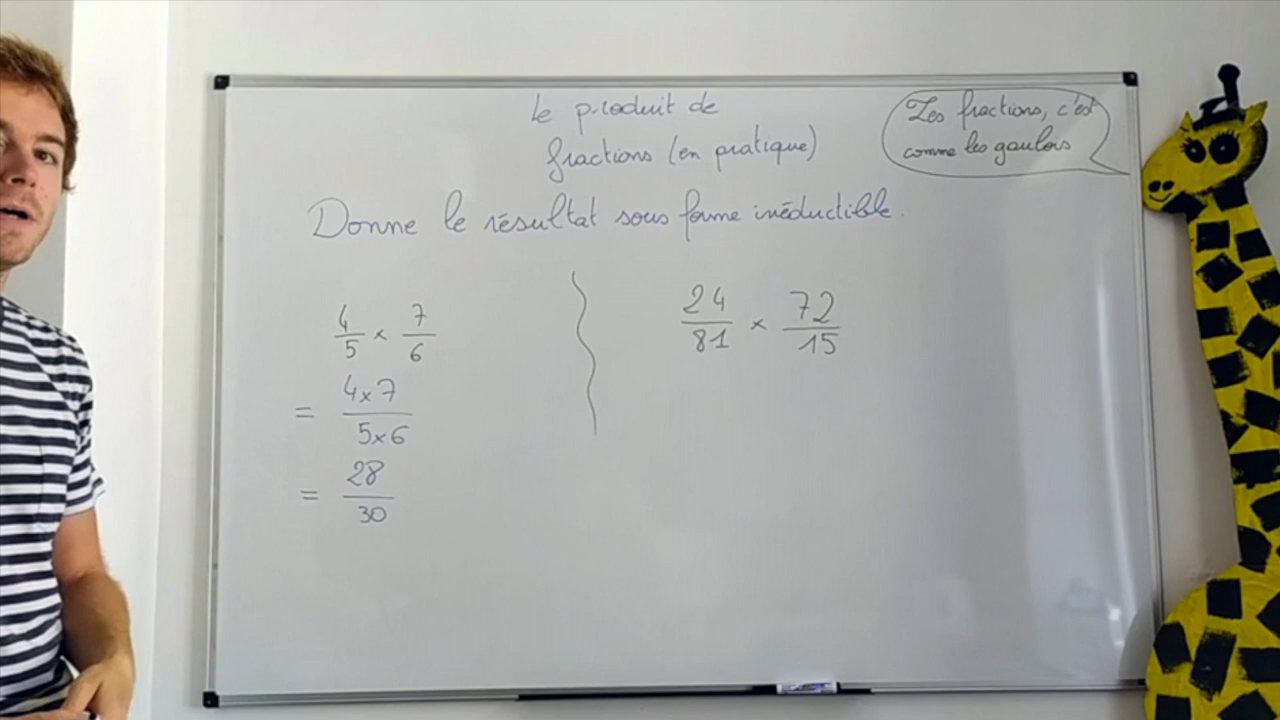 Le produit de
fractions (en pratique)
Les fractions, c'est
comme les gaulois
Donne le résultat sous forme irréductible.
4/5 × 7/6
= 4×7/5×6
= 28/30
24/81 × 72/15